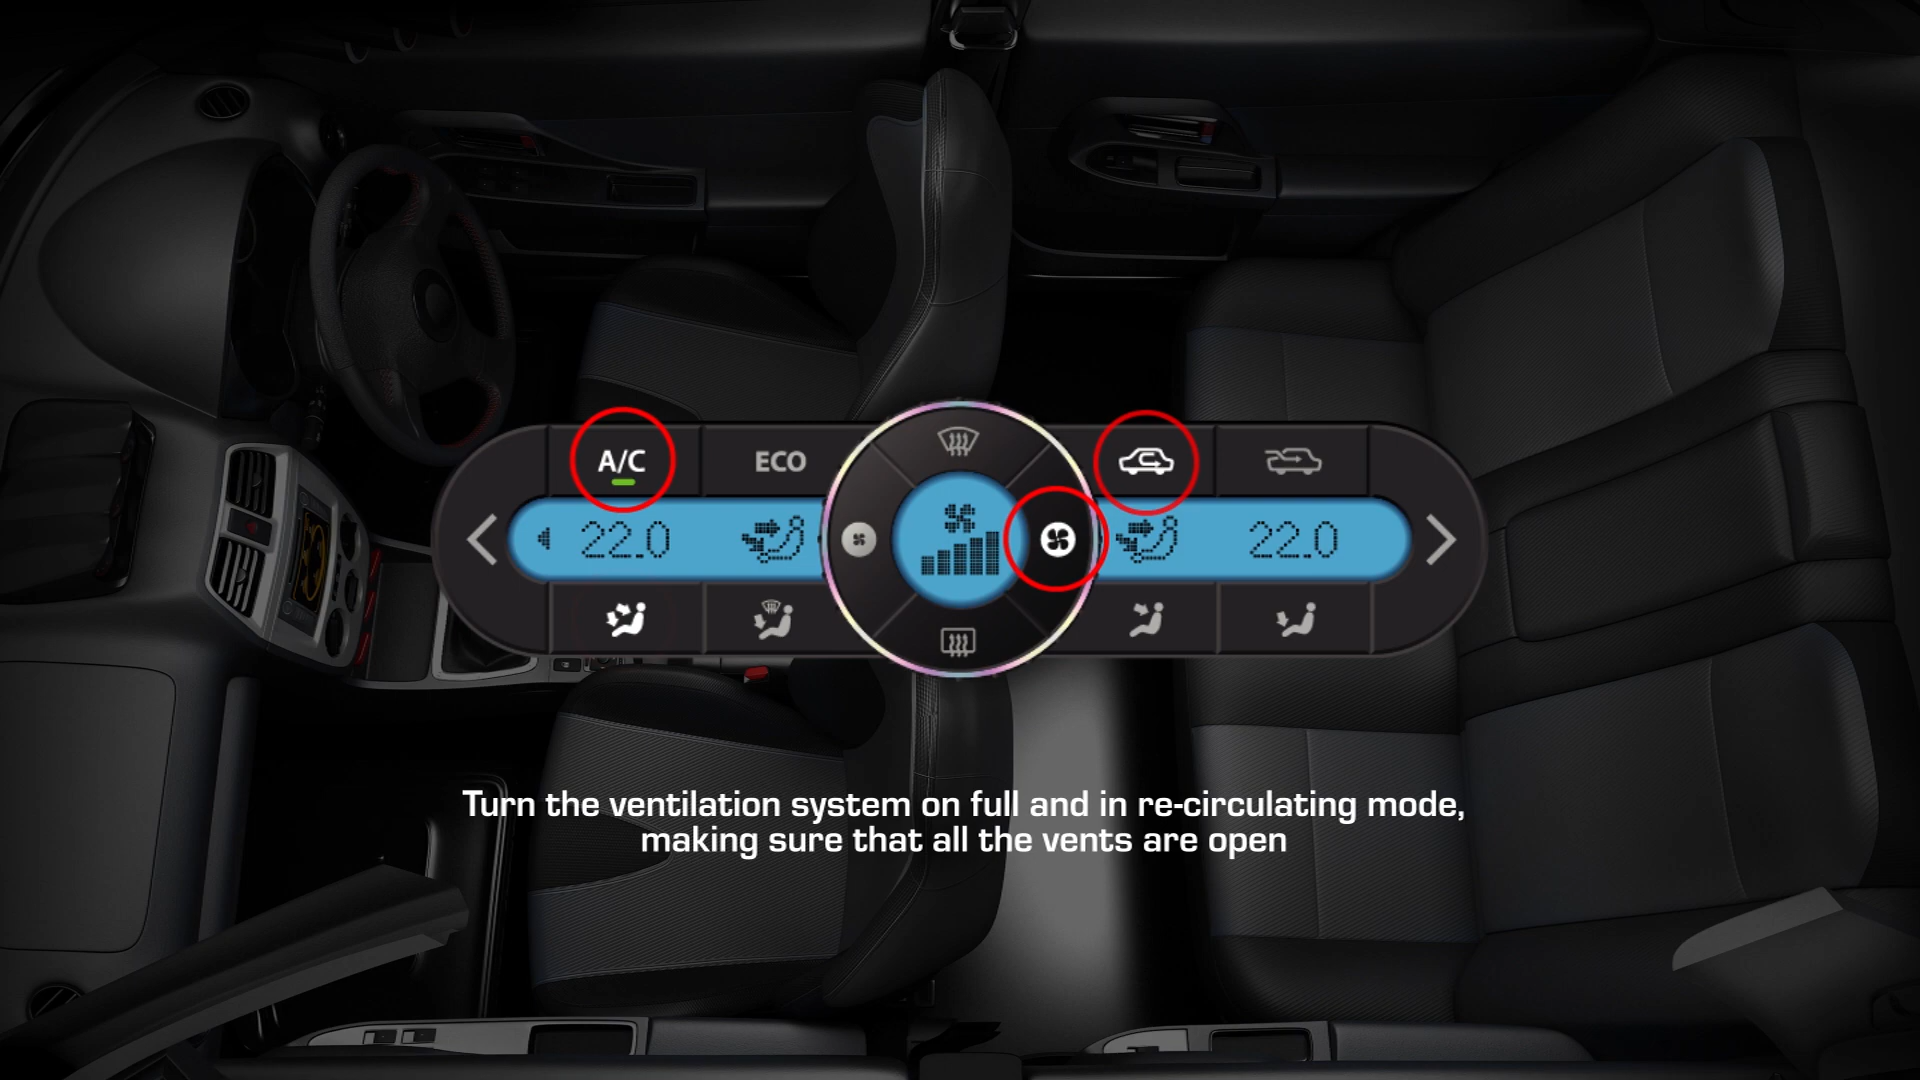 A/C
ECO
22.0
22.0
Turn the ventilation system on full and in re-circulating mode,
making sure that all the vents are open